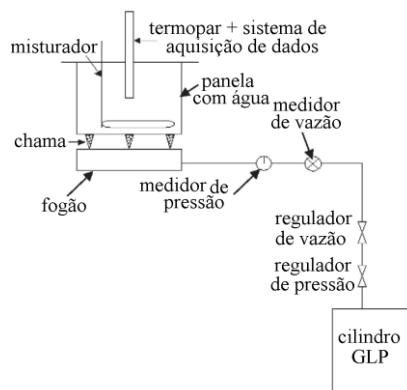 termopar + sistema de
aquisição de dados
misturador
panela
com água
medidor
de vazão
chama
fogão
medidor de
pressão
regulador
de vazão
regulador
de pressão
cilindro
GLP